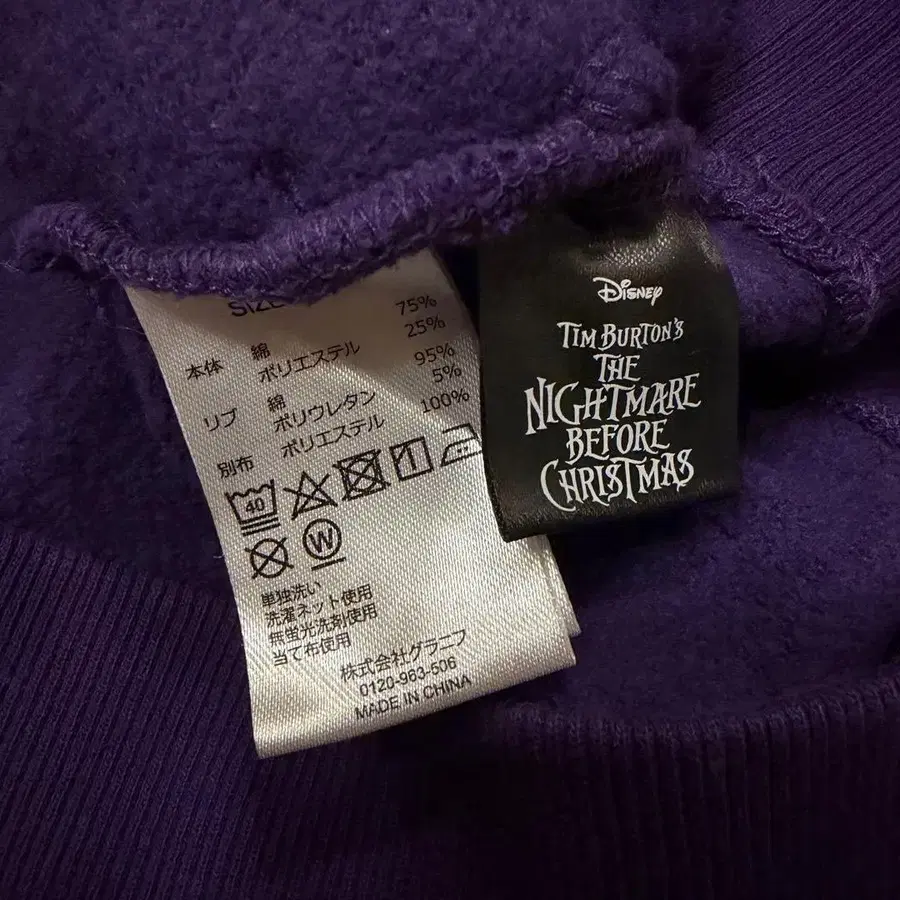 SIZE
本体 綿 75%
ポリエステル 25%
リブ 綿 95%
ポリウレタン 5%
別布 ポリエステル 100%
40
W
単独洗い
洗濯ネット使用
無蛍光洗剤使用
当て布使用
株式会社グラニフ
0120-963-506
MADE IN CHINA
Disney
TIM BURTON'S
THE
NIGHTMARE
BEFORE
CHRISTMAS